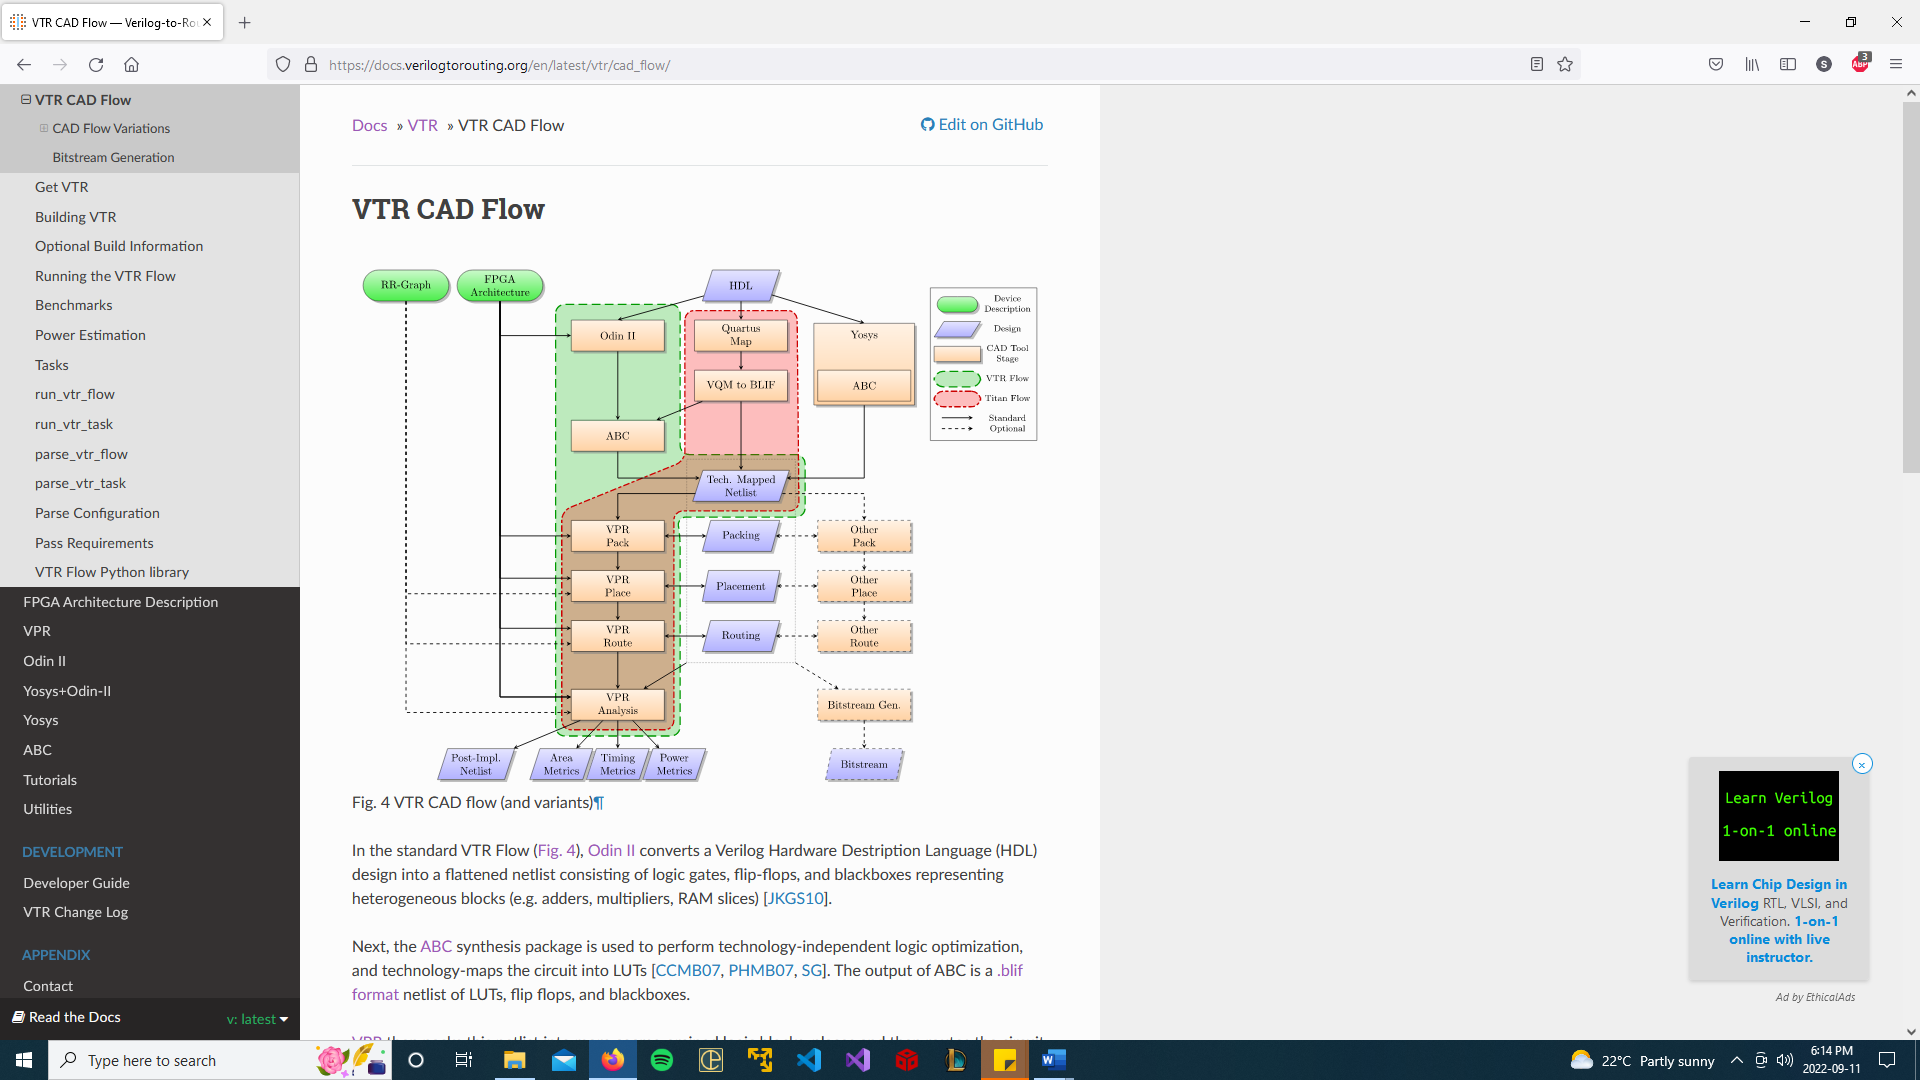 VTR CAD Flow — Verilog-to-Ro
https://docs.verilogtorouting.org/en/latest/vtr/cad_flow/
S
ABP
3
VTR CAD Flow
CAD Flow Variations
Bitstream Generation
Get VTR
Building VTR
Optional Build Information
Running the VTR Flow
Benchmarks
Power Estimation
Tasks
run_vtr_flow
run_vtr_task
parse_vtr_flow
parse_vtr_task
Parse Configuration
Pass Requirements
VTR Flow Python library
FPGA Architecture Description
VPR
Odin II
Yosys+Odin-II
Yosys
ABC
Tutorials
Utilities
DEVELOPMENT
Developer Guide
VTR Change Log
APPENDIX
Contact
Read the Docs
v: latest
Docs » VTR » VTR CAD Flow
Edit on GitHub
VTR CAD Flow
RR-Graph
FPGA
Architecture
HDL
Odin II
Quartus
Map
Yosys
VQM to BLIF
ABC
ABC
Tech. Mapped
Netlist
VPR
Pack
Packing
Other
Pack
VPR
Place
Placement
Other
Place
VPR
Route
Routing
Other
Route
VPR
Analysis
Bitstream Gen.
Post-Impl.
Netlist
Area
Metrics
Timing
Metrics
Power
Metrics
Bitstream
Device
Description
Design
CAD Tool
Stage
VTR Flow
Titan Flow
Standard
Optional
Fig. 4 VTR CAD flow (and variants)¶
In the standard VTR Flow (Fig. 4), Odin II converts a Verilog Hardware Destription Language (HDL)
design into a flattened netlist consisting of logic gates, flip-flops, and blackboxes representing
heterogeneous blocks (e.g. adders, multipliers, RAM slices) [JKGS10].
Next, the ABC synthesis package is used to perform technology-independent logic optimization,
and technology-maps the circuit into LUTs [CCMB07, PHMB07, SG]. The output of ABC is a .blif
format netlist of LUTs, flip flops, and blackboxes.
Learn Verilog
1-on-1 online
Learn Chip Design in
Verilog RTL, VLSI, and
Verification. 1-on-1
online with live
instructor.
Ad by EthicalAds
Type here to search
22°C Partly sunny
6:14 PM
2022-09-11